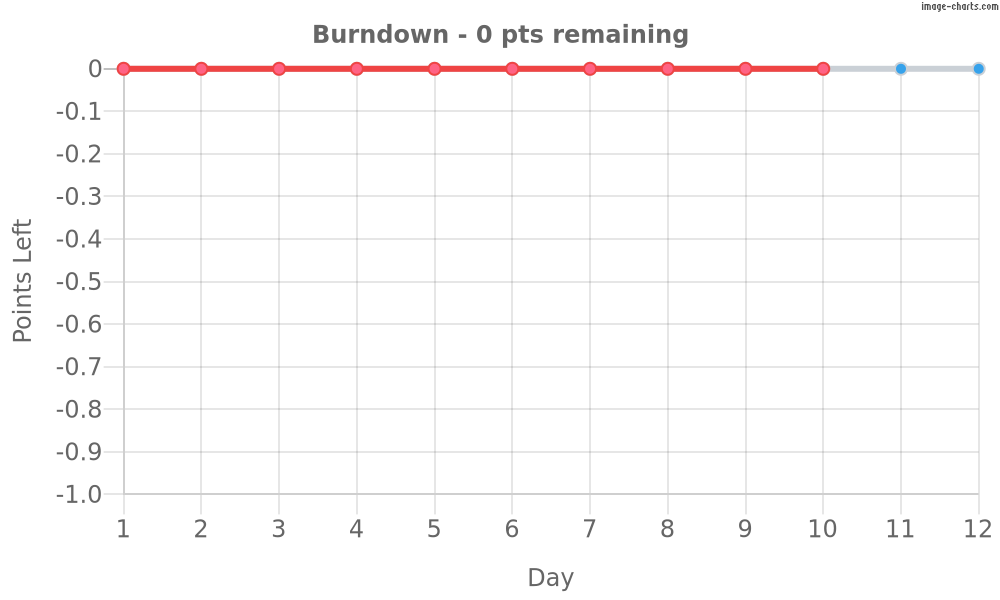 image-charts.com
Burndown - 0 pts remaining
Points Left
0
-0.1
-0.2
-0.3
-0.4
-0.5
-0.6
-0.7
-0.8
-0.9
-1.0
1 2 3 4 5 6 7 8 9 10 11 12
Day